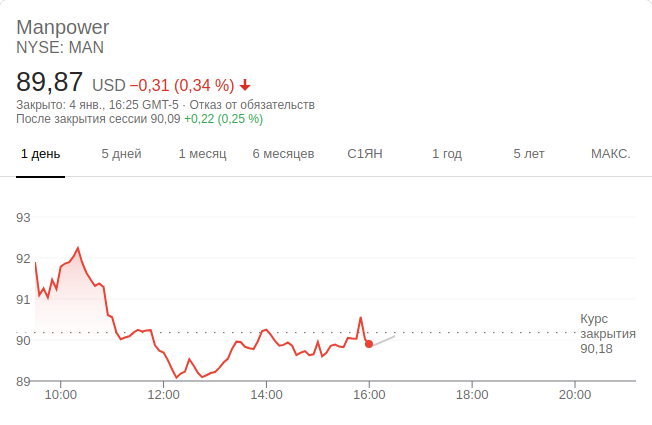 Manpower
NYSE: MAN
89,87 USD −0,31 (0,34 %)
Закрыто: 4 янв., 16:25 GMT-5 · Отказ от обязательств
После закрытия сессии 90,09 +0,22 (0,25 %)
1 день 5 дней 1 месяц 6 месяцев С1ЯН 1 год 5 лет МАКС.
93
92
91
90
89
Курс
закрытия
90,18
10:00 12:00 14:00 16:00 18:00 20:00